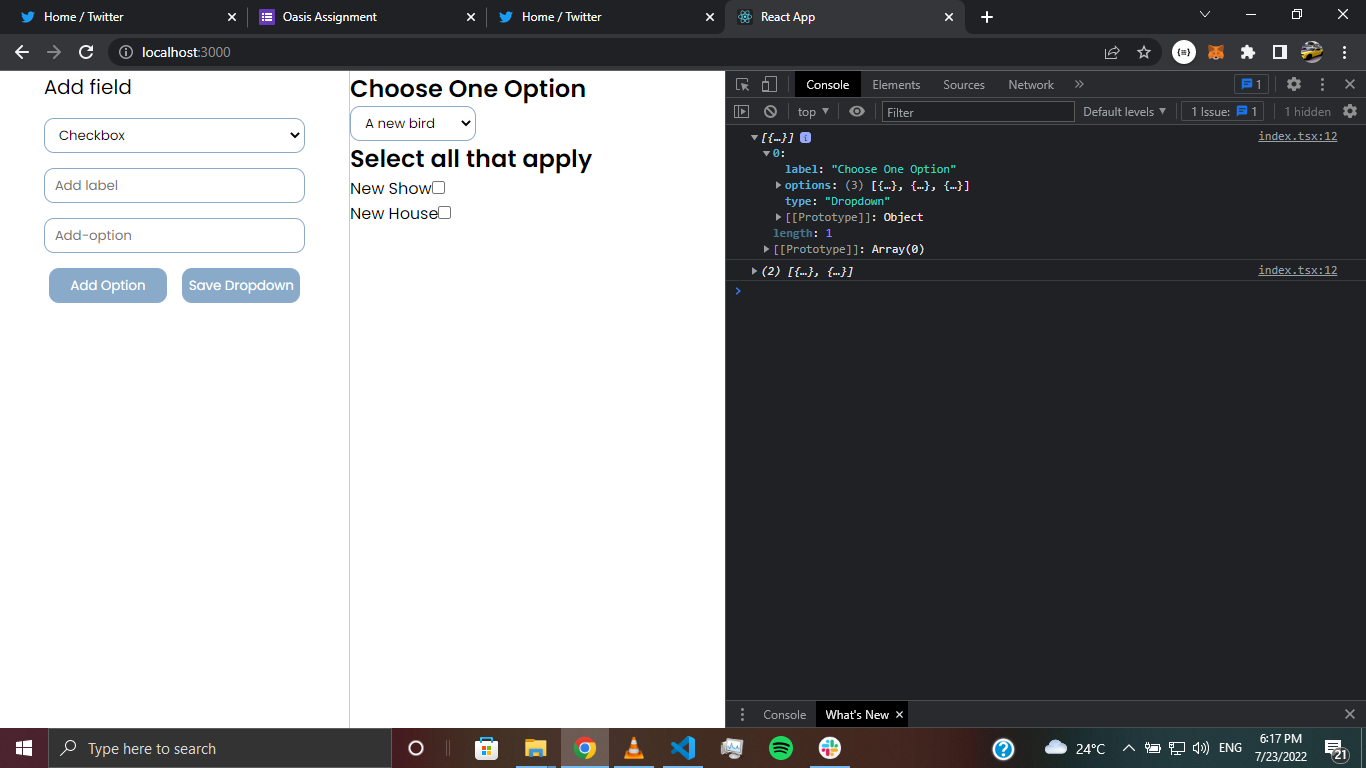 Home / Twitter
Oasis Assignment
Home / Twitter
React App
localhost:3000
Add field
Checkbox
Add label
Add-option
Add Option
Save Dropdown
Choose One Option
A new bird
Select all that apply
New Show
New House
Console
Elements
Sources
Network
1
top
Filter
Default levels
1 Issue: 1
1 hidden
[{…}]
index.tsx:12
0:
label: "Choose One Option"
options: (3) [{…}, {…}, {…}]
type: "Dropdown"
[[Prototype]]: Object
length: 1
[[Prototype]]: Array(0)
(2) [{…}, {…}]
index.tsx:12
Console
What's New
Type here to search
24°C
ENG
6:17 PM
7/23/2022
21